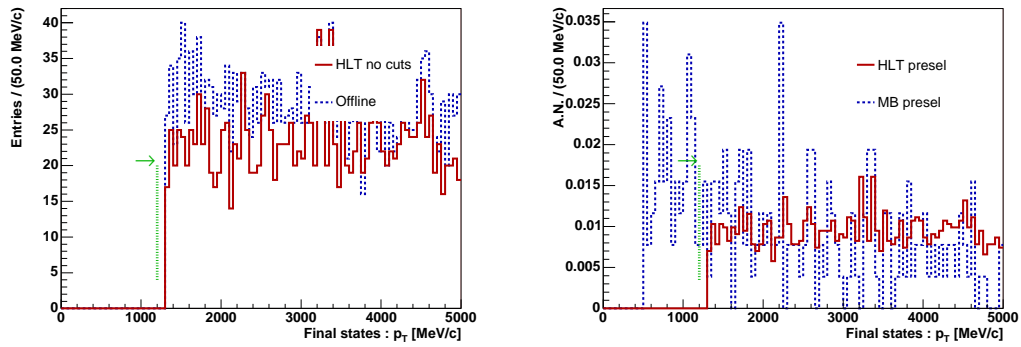 Entries / (50.0 MeV/c)
40
35
30
25
20
15
10
5
0
HLT no cuts
Offline
0 1000 2000 3000 4000 5000
Final states : p_T [MeV/c]
A.N. / (50.0 MeV/c)
0.035
0.03
0.025
0.02
0.015
0.01
0.005
0
HLT presel
MB presel
0 1000 2000 3000 4000 5000
Final states : p_T [MeV/c]